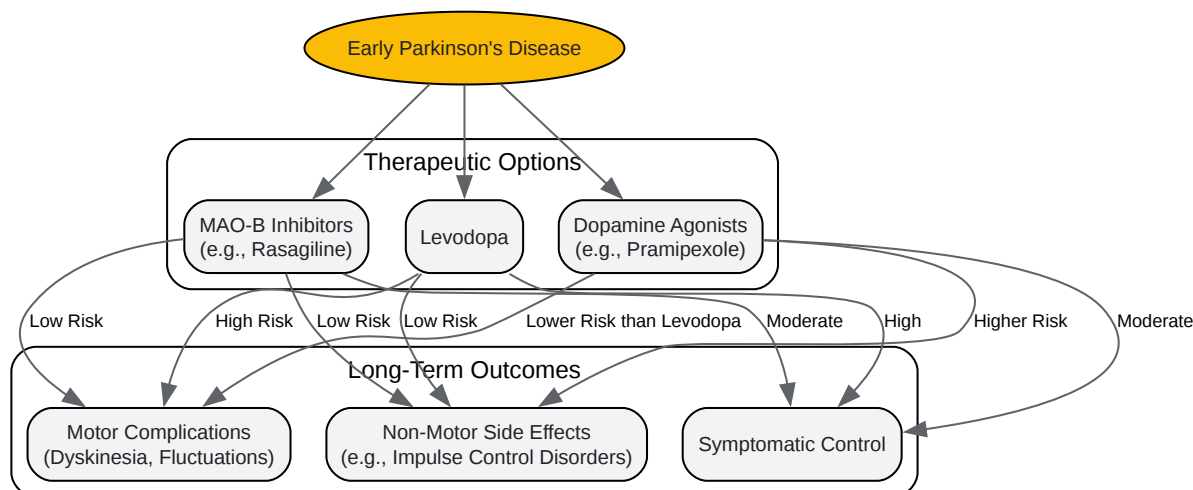 Early Parkinson's Disease
Therapeutic Options
MAO-B Inhibitors
(e.g., Rasagiline)
Levodopa
Dopamine Agonists
(e.g., Pramipexole)
Low Risk
High Risk
Low Risk
Low Risk
Lower Risk than Levodopa
Moderate
High
Higher Risk
Moderate
Long-Term Outcomes
Motor Complications
(Dyskinesia, Fluctuations)
Non-Motor Side Effects
(e.g., Impulse Control Disorders)
Symptomatic Control